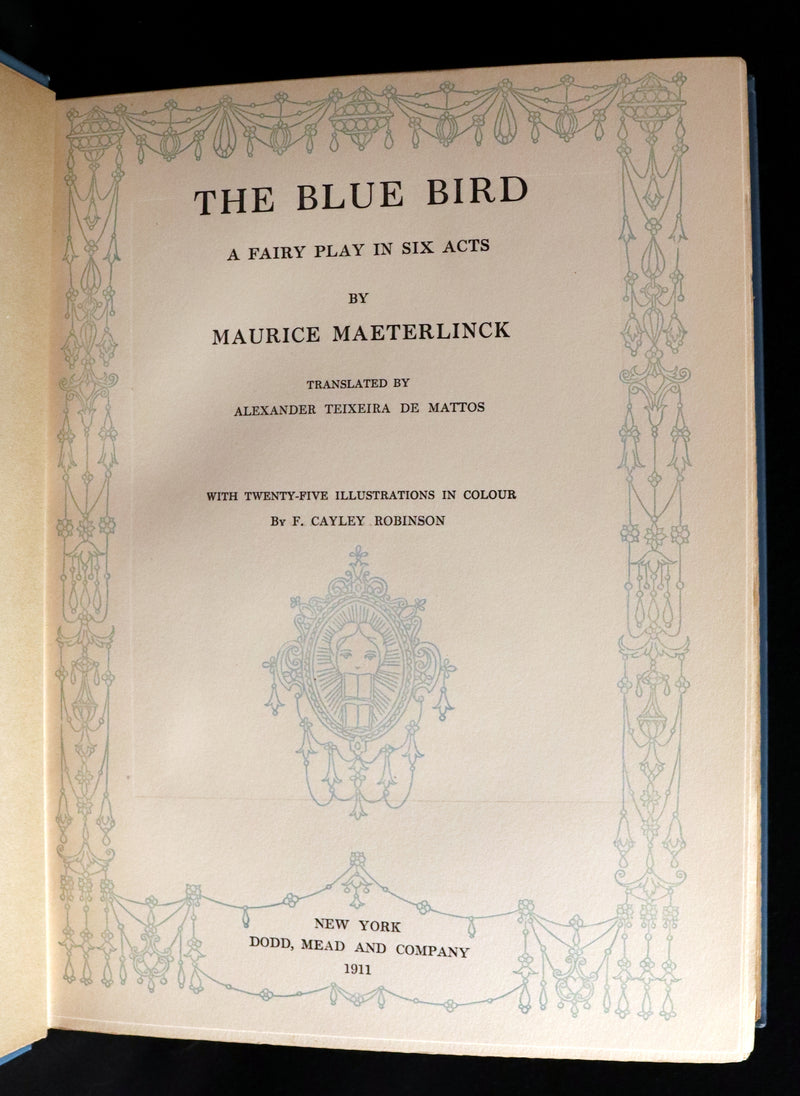 THE BLUE BIRD
A FAIRY PLAY IN SIX ACTS
BY
MAURICE MAETERLINCK
TRANSLATED BY
ALEXANDER TEIXEIRA DE MATTOS
WITH TWENTY-FIVE ILLUSTRATIONS IN COLOUR
By F. CAYLEY ROBINSON
NEW YORK
DODD, MEAD AND COMPANY
1911